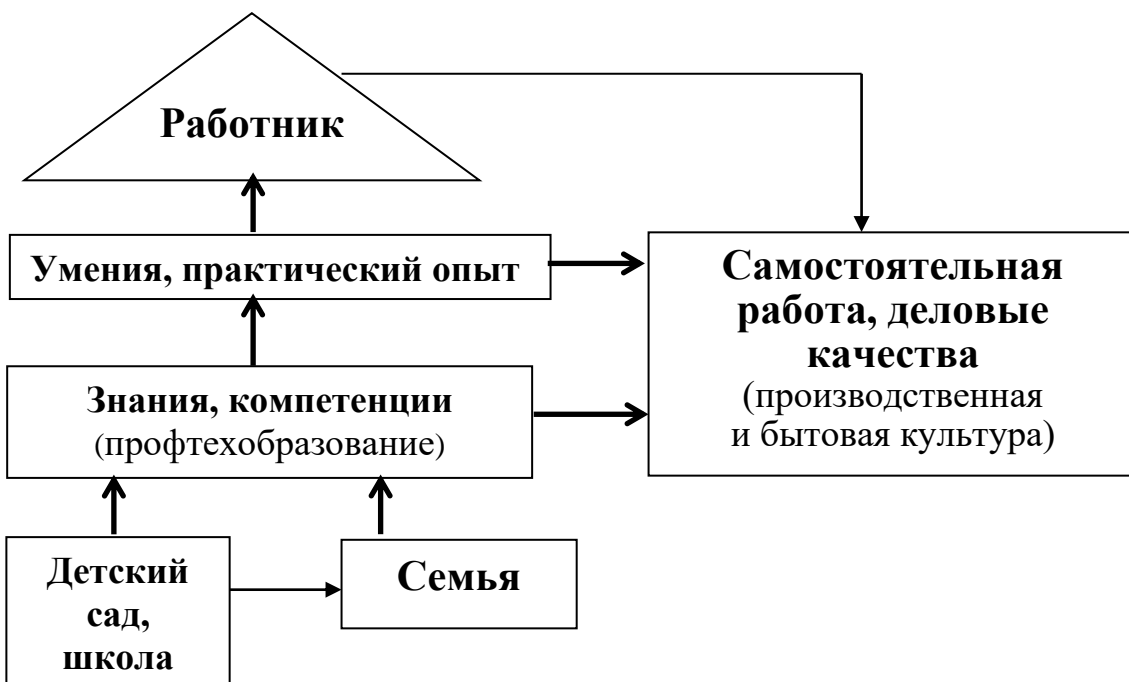 Работник
Умения, практический опыт
Самостоятельная
работа, деловые
качества
(производственная
и бытовая культура)
Знания, компетенции
(профтехобразование)
Детский
сад,
школа
Семья